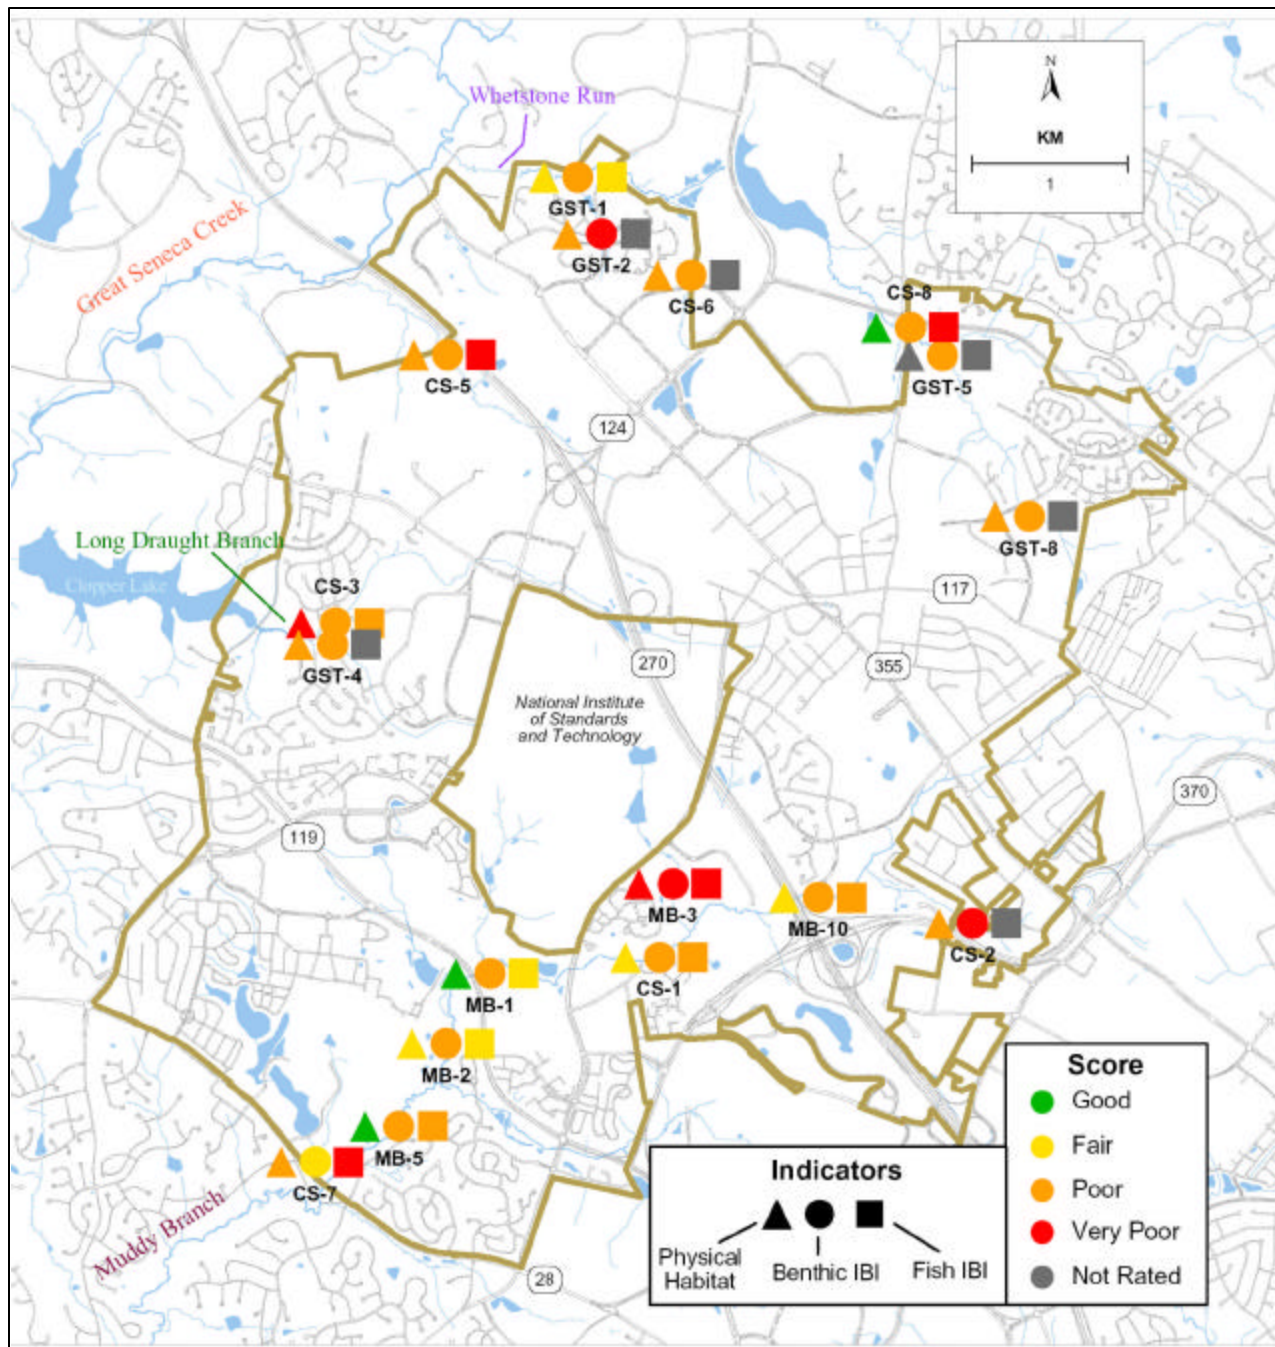 N
KM
1
Whetstone Run
GST-1
Great Seneca Creek
GST-2
CS-6
CS-8
CS-5
GST-5
124
Long Draught Branch
GST-8
Clopper Lake
CS-3
117
GST-4
270
355
National Institute
of Standards
and Technology
370
119
MB-3
MB-10
CS-2
CS-1
MB-1
MB-2
MB-5
CS-7
Muddy Branch
28
Score
Good
Fair
Poor
Very Poor
Not Rated
Indicators
Physical
Habitat
Benthic IBI
Fish IBI